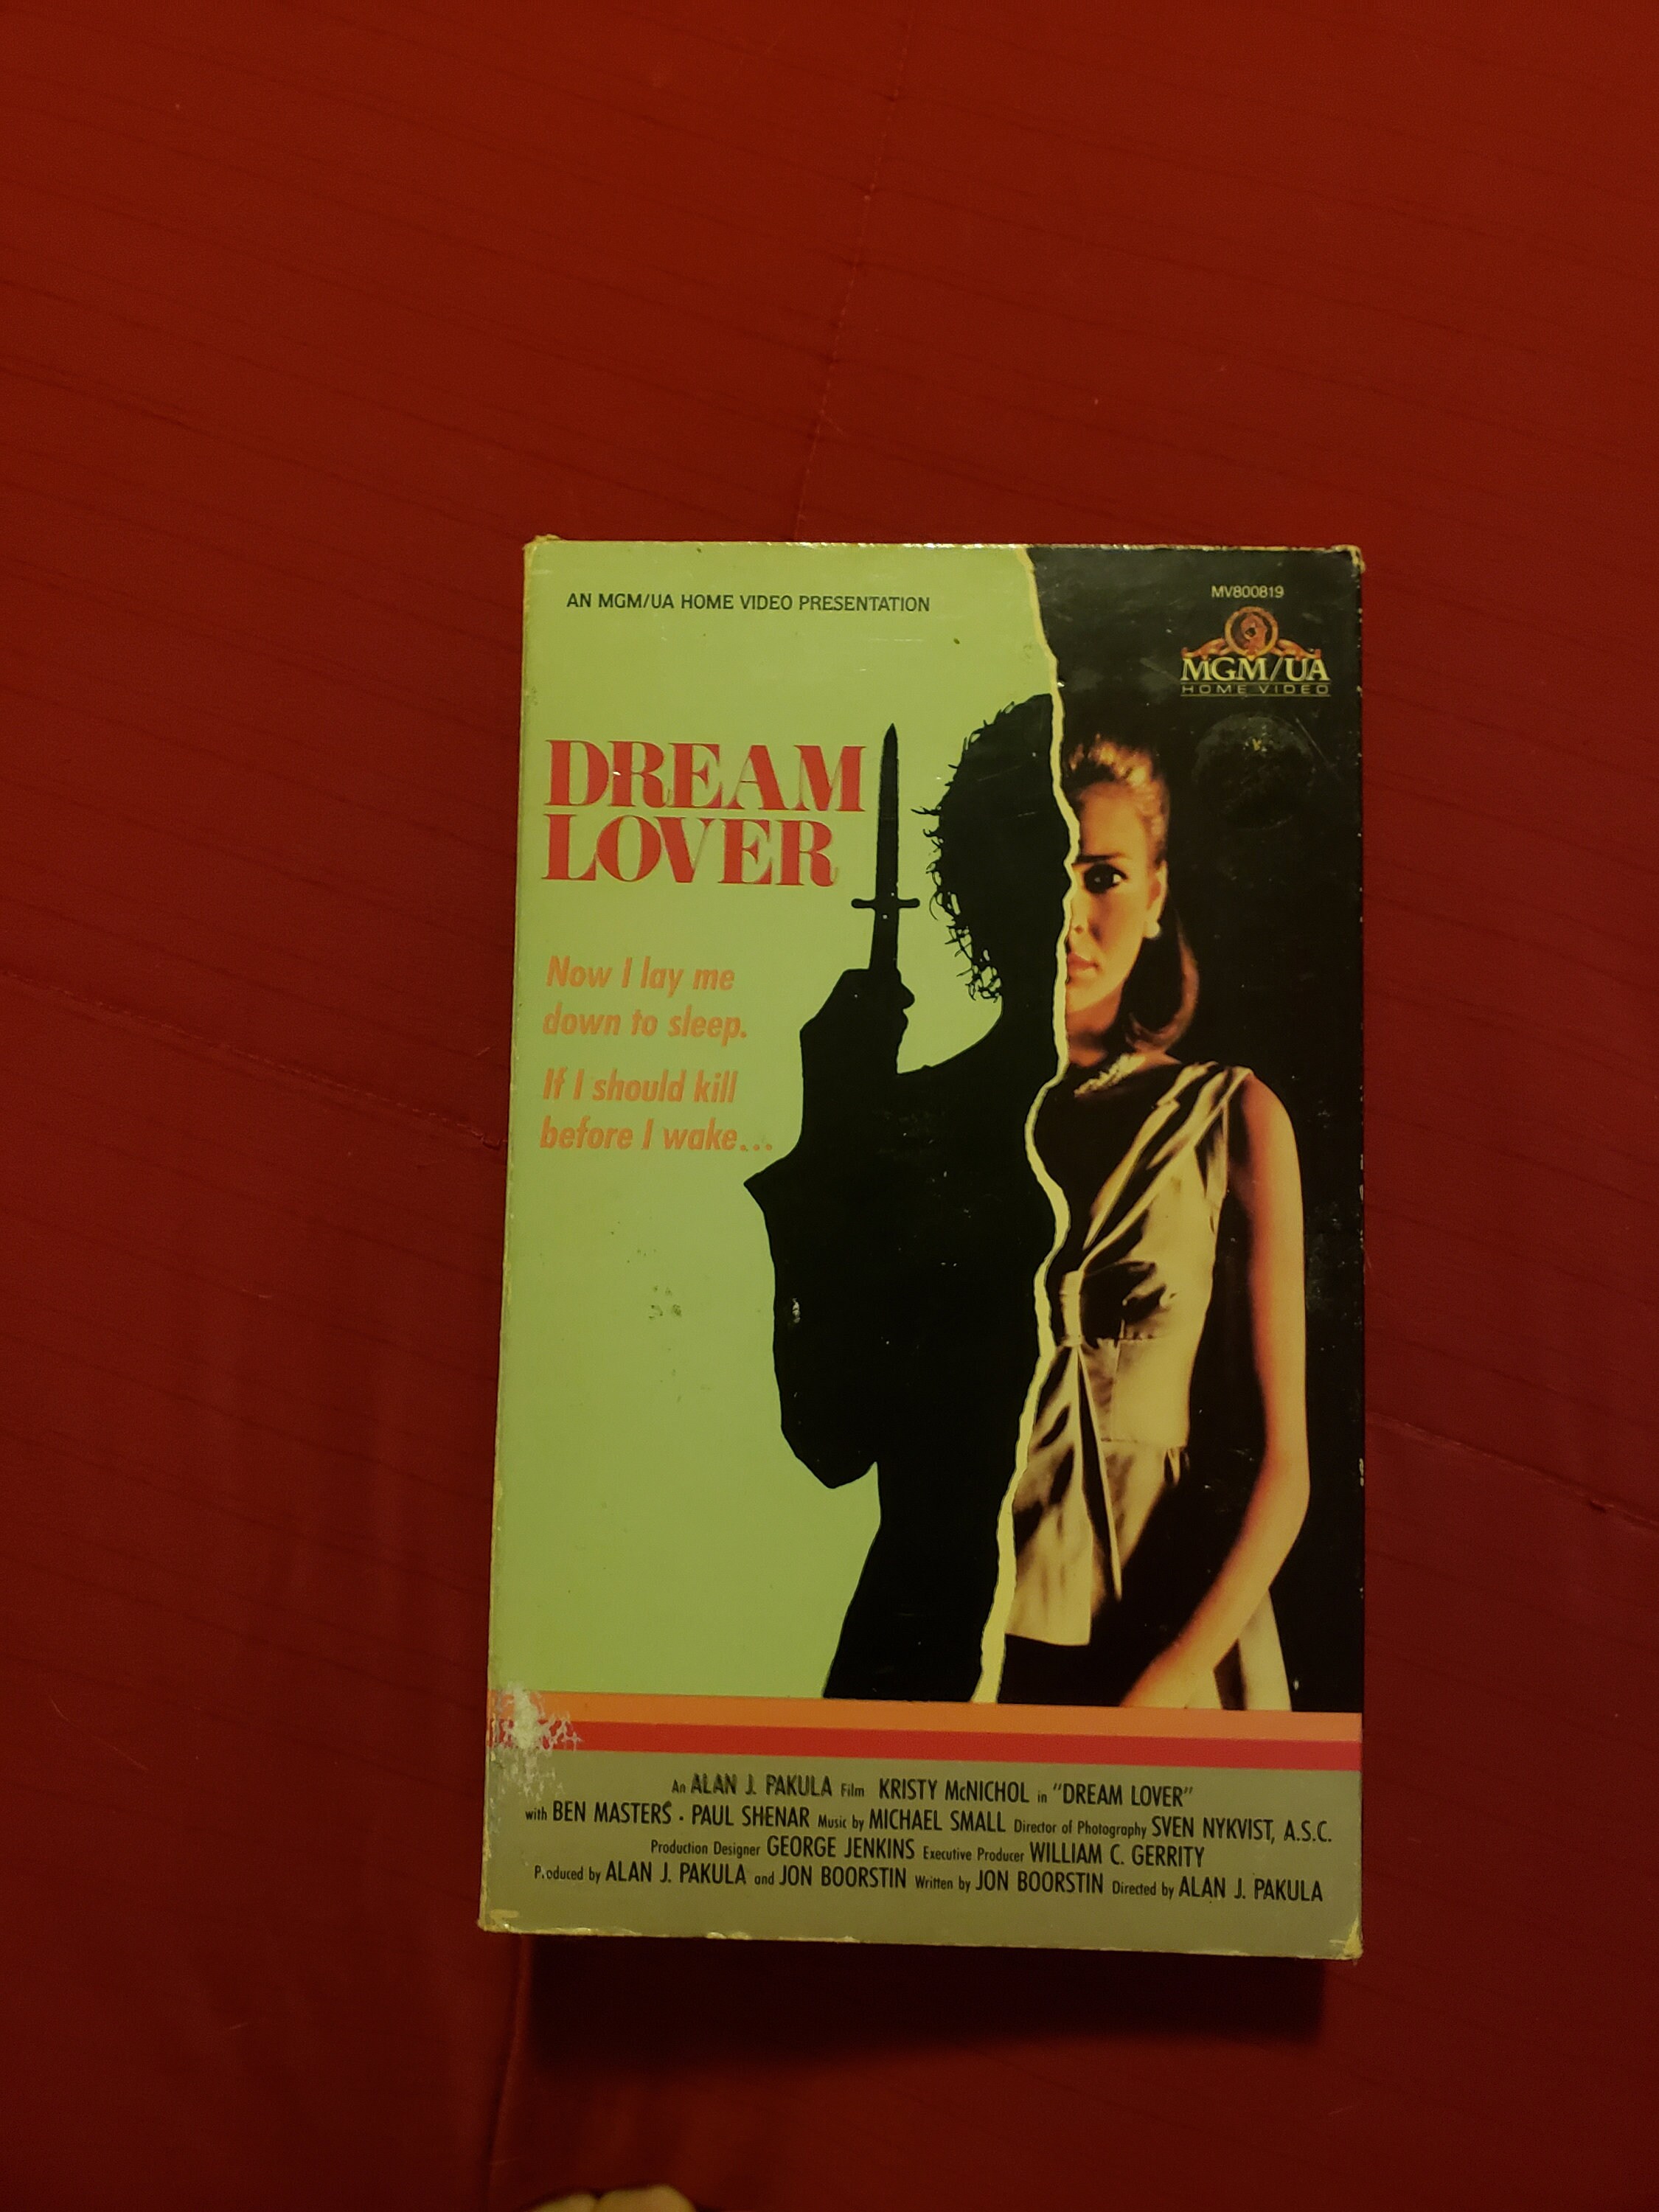 AN MGM/UA HOME VIDEO PRESENTATION
MV800819
MGM/UA
HOME VIDEO
DREAM
LOVER
Now I lay me
down to sleep.
If I should kill
before I wake...
An ALAN J. PAKULA Film KRISTY McNICHOL in "DREAM LOVER"
with BEN MASTERS · PAUL SHENAR Music by MICHAEL SMALL Director of Photography SVEN NYKVIST, A.S.C.
Production Designer GEORGE JENKINS Executive Producer WILLIAM C. GERRITY
Produced by ALAN J. PAKULA and JON BOORSTIN Written by JON BOORSTIN Directed by ALAN J. PAKULA